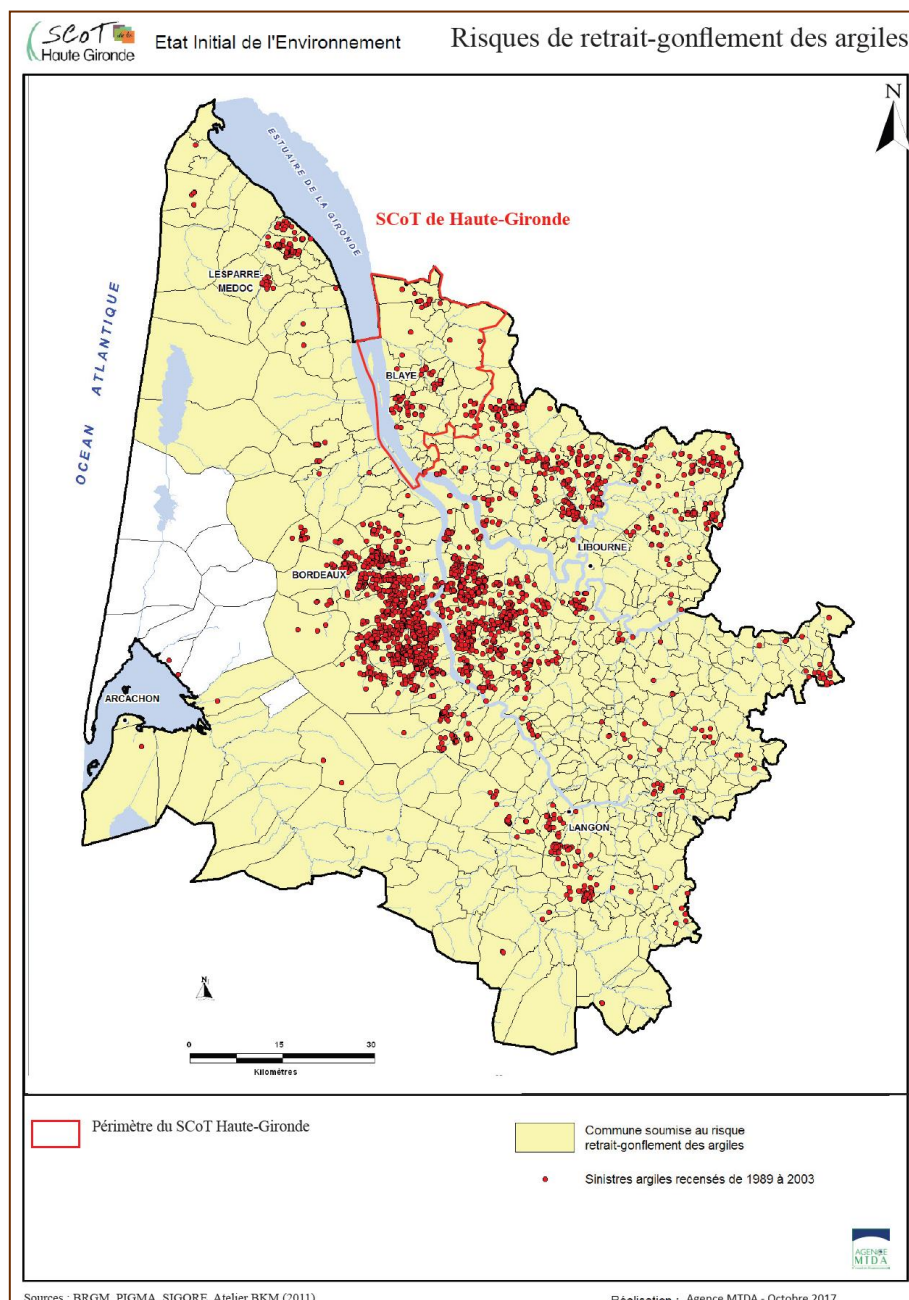 SCoT de la
Haute Gironde
Etat Initial de l'Environnement
Risques de retrait-gonflement des argiles
N
ESTUAIRE DE LA GIRONDE
SCoT de Haute-Gironde
LESPARRE-
MEDOC
OCEAN ATLANTIQUE
BLAYE
LIBOURNE
BORDEAUX
ARCACHON
LANGON
N
0 15 30
Kilomètres
Périmètre du SCoT Haute-Gironde
Commune soumise au risque
retrait-gonflement des argiles
Sinistres argiles recensés de 1989 à 2003
AGENCE
MTDA
Sources : BRGM, PIGMA, SIGORE, Atelier BKM (2011)
Réalisation : Agence MTDA - Octobre 2017